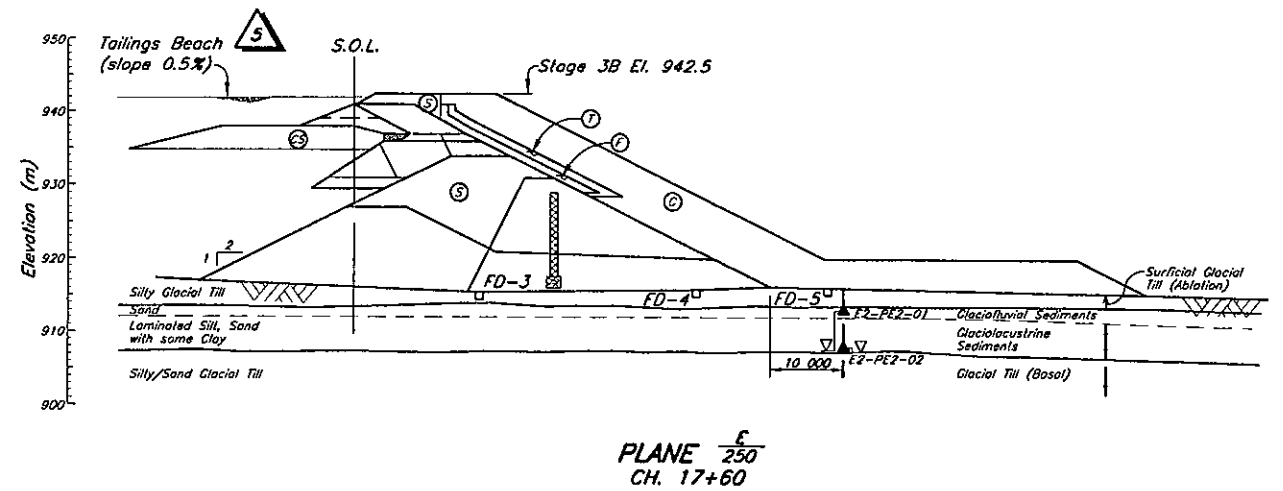 950
940
930
920
910
900
Elevation (m)
Tailings Beach
(slope 0.5%)
5
S.O.L.
Stage 3B El. 942.5
S
T
F
CS
S
C
2
1
FD-3
FD-4
FD-5
Silty Glacial Till
Sand
Laminated Silt, Sand
with some Clay
Silty/Sand Glacial Till
Surficial Glacial
Till (Ablation)
E2-PE2-01
Glaciofluvial Sediments
Glaciolacustrine
Sediments
E2-PE2-02
10 000
Glacial Till (Basal)
PLANE E
250
CH. 17+60